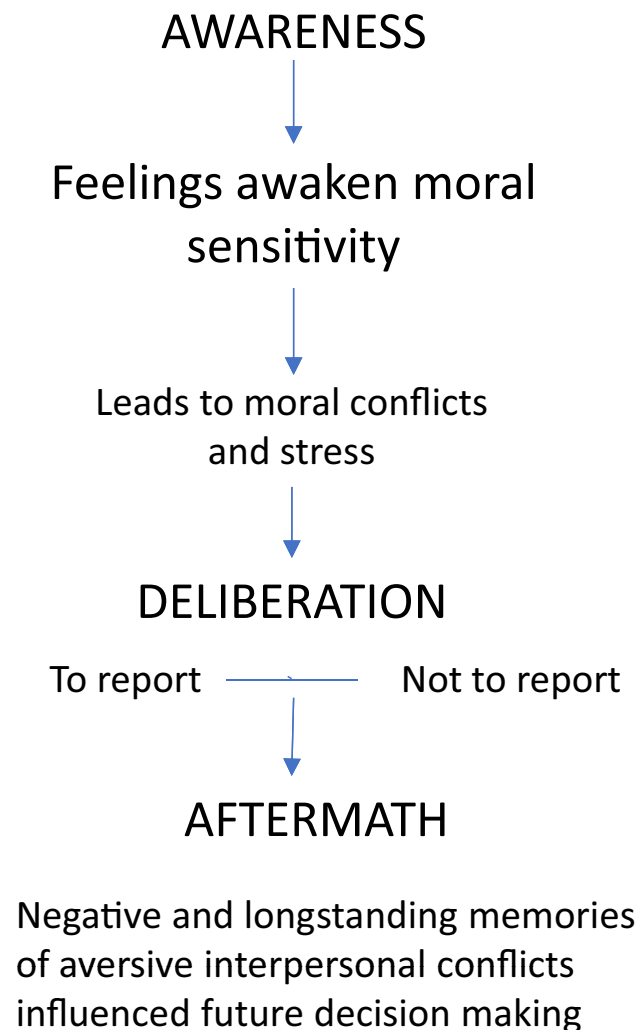 AWARENESS
Feelings awaken moral
sensitivity
Leads to moral conflicts
and stress
DELIBERATION
To report Not to report
AFTERMATH
Negative and longstanding memories
of aversive interpersonal conflicts
influenced future decision making